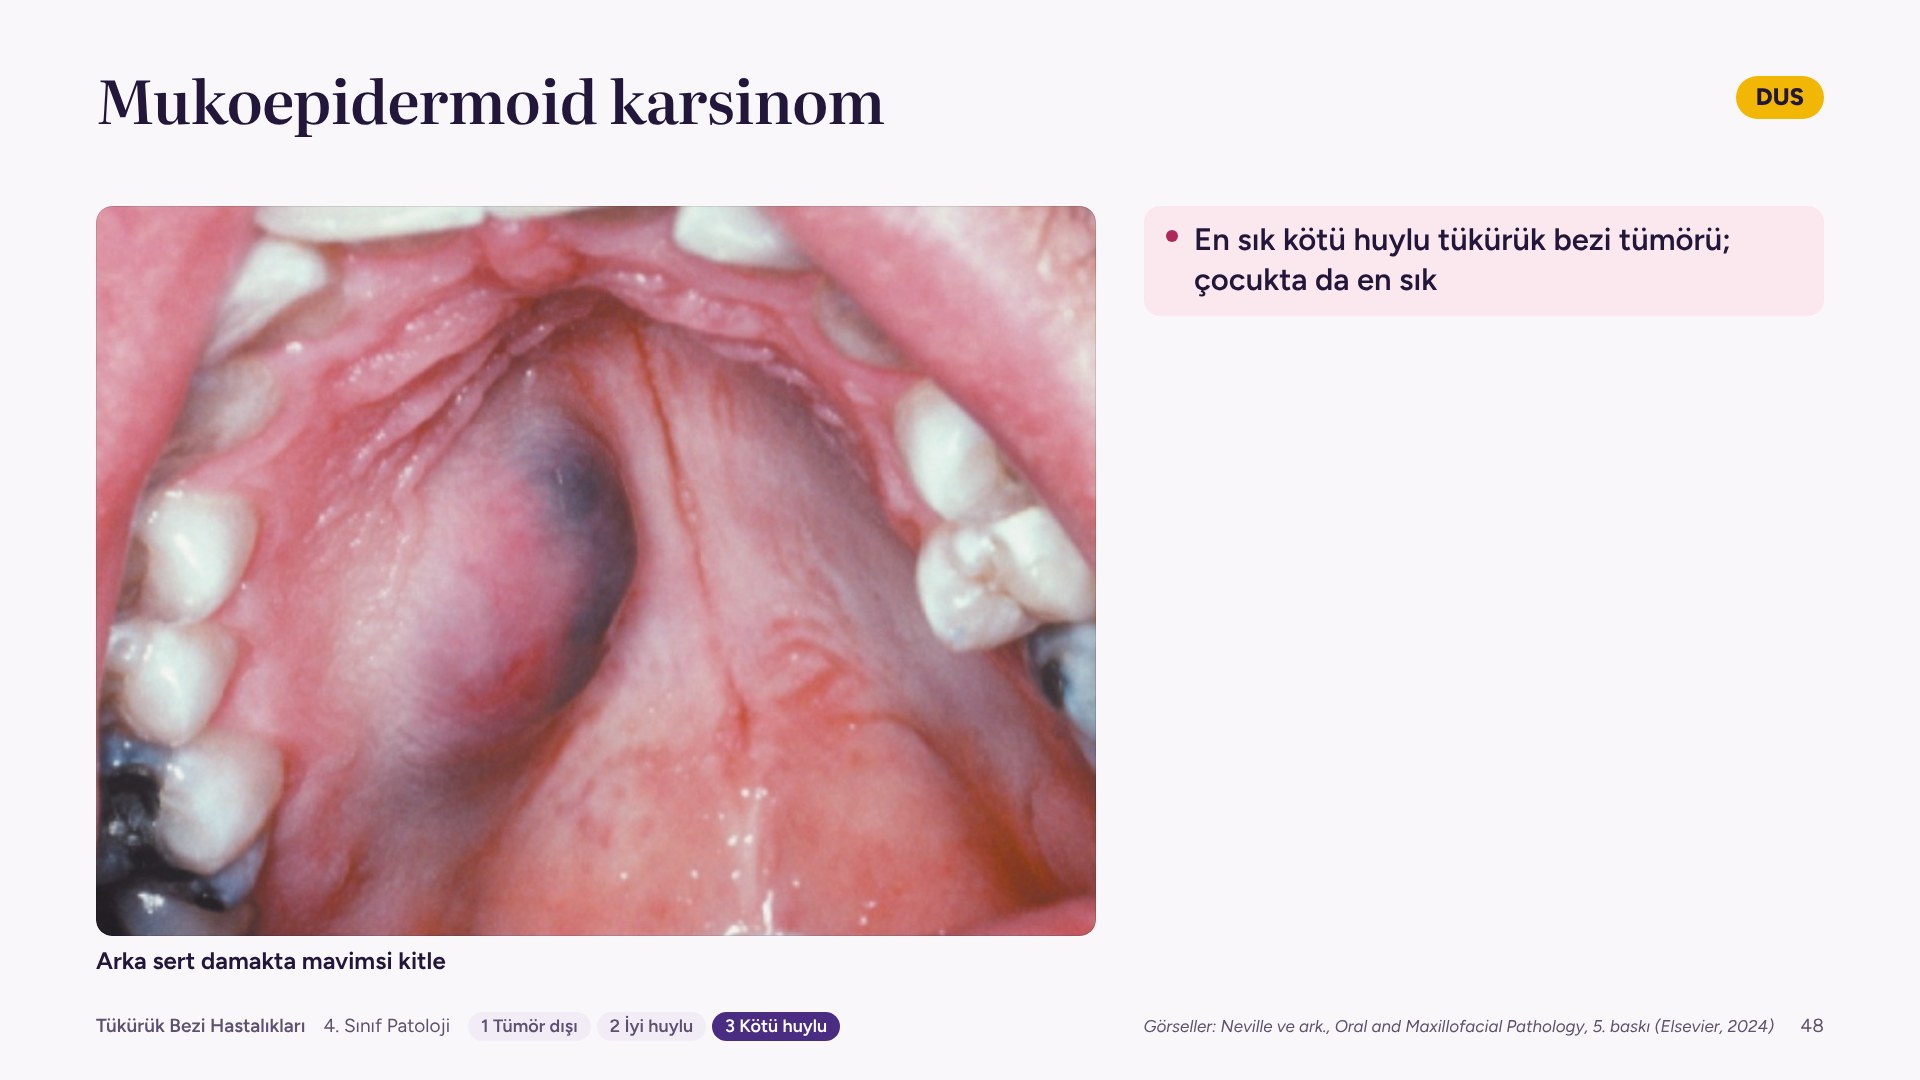 Mukoepidermoid karsinom
DUS
En sık kötü huylu tükürük bezi tümörü;
çocukta da en sık
Arka sert damakta mavimsi kitle
Tükürük Bezi Hastalıkları 4. Sınıf Patoloji 1 Tümör dışı 2 İyi huylu 3 Kötü huylu
Görseller: Neville ve ark., Oral and Maxillofacial Pathology, 5. baskı (Elsevier, 2024) 48